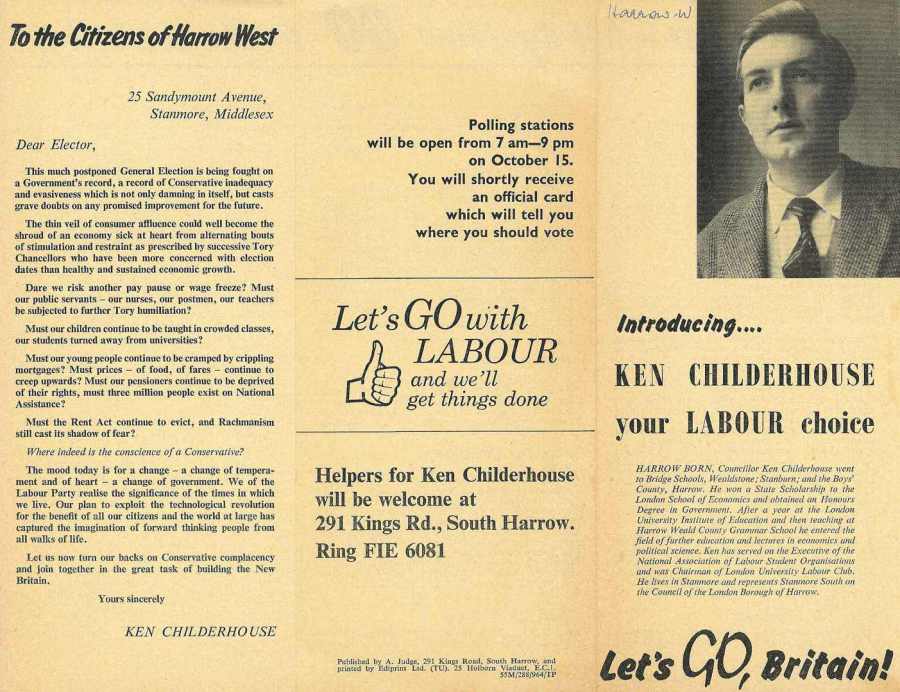 To the Citizens of Harrow West
25 Sandymount Avenue,
Stanmore, Middlesex
Dear Elector,
This much postponed General Election is being fought on
a Government's record, a record of Conservative inadequacy
and evasiveness which is not only damning in itself, but casts
grave doubts on any promised improvement for the future.
The thin veil of consumer affluence could well become the
shroud of an economy sick at heart from alternating bouts
of stimulation and restraint as prescribed by successive Tory
Chancellors who have been more concerned with election
dates than healthy and sustained economic growth.
Dare we risk another pay pause or wage freeze? Must
our public servants – our nurses, our postmen, our teachers
be subjected to further Tory humiliation?
Must our children continue to be taught in crowded classes,
our students turned away from universities?
Must our young people continue to be cramped by crippling
mortgages? Must prices – of food, of fares – continue to
creep upwards? Must our pensioners continue to be deprived
of their rights, must three million people exist on National
Assistance?
Must the Rent Act continue to evict, and Rachmanism
still cast its shadow of fear?
Where indeed is the conscience of a Conservative?
The mood today is for a change – a change of tempera-
ment and of heart – a change of government. We of the
Labour Party realise the significance of the times in which
we live. Our plan to exploit the technological revolution
for the benefit of all our citizens and the world at large has
captured the imagination of forward thinking people from
all walks of life.
Let us now turn our backs on Conservative complacency
and join together in the great task of building the New
Britain.
Yours sincerely
KEN CHILDERHOUSE
Polling stations
will be open from 7 am—9 pm
on October 15.
You will shortly receive
an official card
which will tell you
where you should vote
Let's GO with
LABOUR
and we'll
get things done
Helpers for Ken Childerhouse
will be welcome at
291 Kings Rd., South Harrow.
Ring FIE 6081
Published by A. Judge, 291 Kings Road, South Harrow, and
printed by Ediprint Ltd. (TU), 25 Holborn Viaduct, E.C.1.
55M/288/964/TP
Harrow W
Introducing....
KEN CHILDERHOUSE
your LABOUR choice
HARROW BORN, Councillor Ken Childerhouse went
to Bridge Schools, Wealdstone; Stanburn; and the Boys'
County, Harrow. He won a State Scholarship to the
London School of Economics and obtained an Honours
Degree in Government. After a year at the London
University Institute of Education and then teaching at
Harrow Weald County Grammar School he entered the
field of further education and lectures in economics and
political science. Ken has served on the Executive of the
National Association of Labour Student Organisations
and was Chairman of London University Labour Club.
He lives in Stanmore and represents Stanmore South on
the Council of the London Borough of Harrow.
Let's GO, Britain!